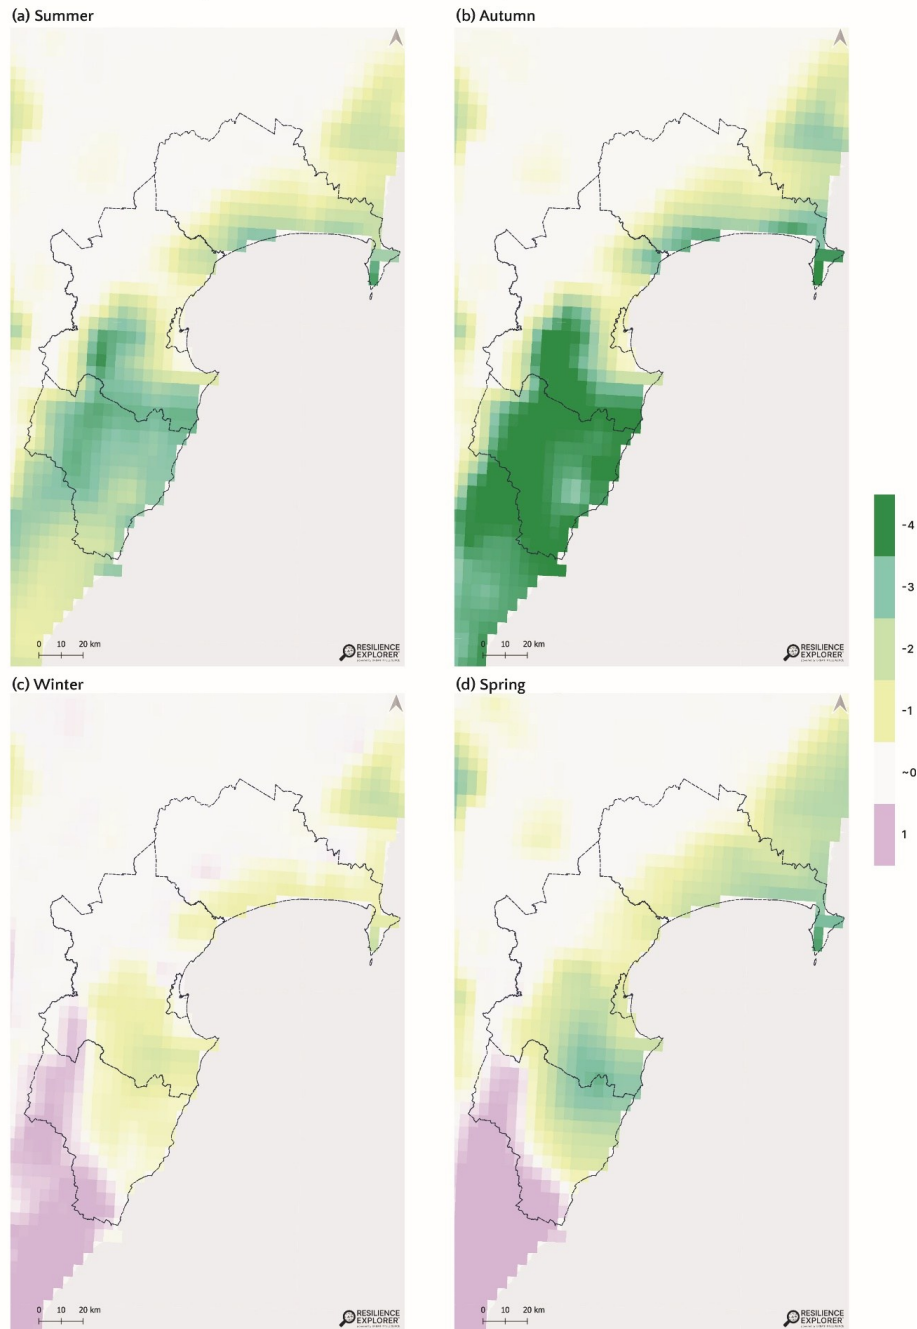 (a) Summer
(b) Autumn
0 10 20 km
RESILIENCE
EXPLORER
0 10 20 km
RESILIENCE
EXPLORER
-4
-3
-2
-1
~0
1
(c) Winter
(d) Spring
0 10 20 km
RESILIENCE
EXPLORER
0 10 20 km
RESILIENCE
EXPLORER